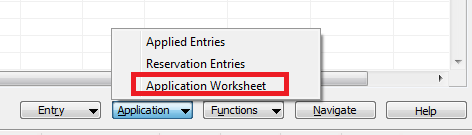 Applied Entries
Reservation Entries
Application Worksheet
Entry Application Functions Navigate Help